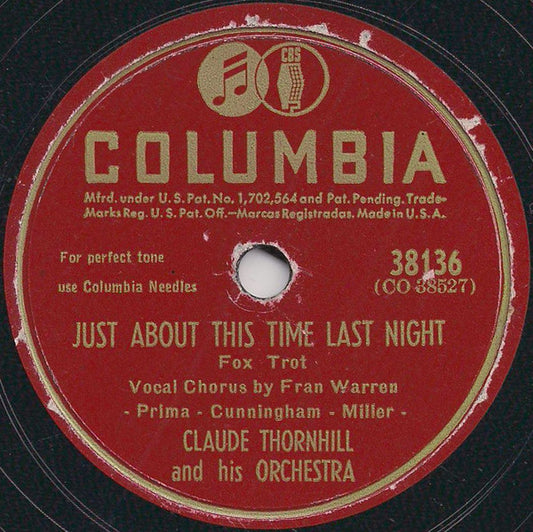 CBS
COLUMBIA
Mfrd. under U.S. Pat. No. 1,702,564 and Pat. Pending. Trade-
Marks Reg. U.S. Pat. Off.—Marcas Registradas. Made in U.S.A.
For perfect tone
use Columbia Needles
38136
(CO 38527)
JUST ABOUT THIS TIME LAST NIGHT
Fox Trot
Vocal Chorus by Fran Warren
- Prima - Cunningham - Miller -
CLAUDE THORNHILL
and his ORCHESTRA